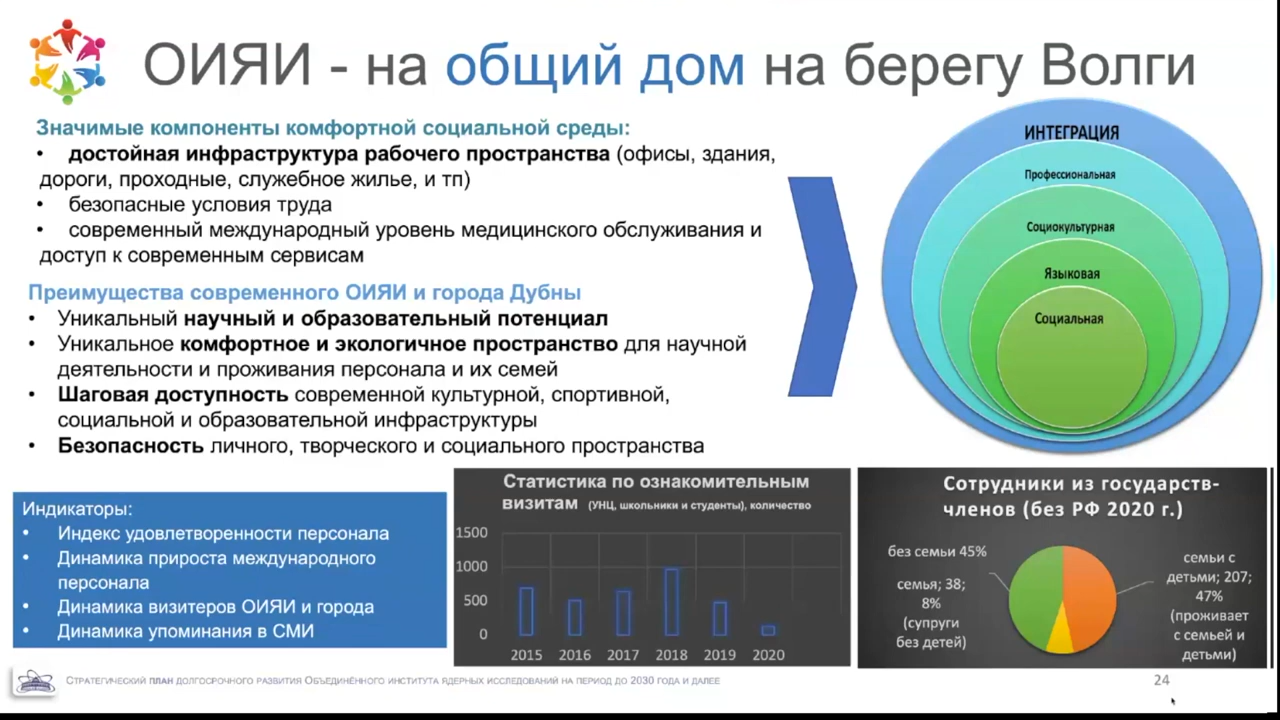 ОИЯИ - на общий дом на берегу Волги
Значимые компоненты комфортной социальной среды:
• достойная инфраструктура рабочего пространства (офисы, здания,
дороги, проходные, служебное жилье, и тп)
• безопасные условия труда
• современный международный уровень медицинского обслуживания и
доступ к современным сервисам
Преимущества современного ОИЯИ и города Дубны
• Уникальный научный и образовательный потенциал
• Уникальное комфортное и экологичное пространство для научной
деятельности и проживания персонала и их семей
• Шаговая доступность современной культурной, спортивной,
социальной и образовательной инфраструктуры
• Безопасность личного, творческого и социального пространства
ИНТЕГРАЦИЯ
Профессиональная
Социокультурная
Языковая
Социальная
Индикаторы:
• Индекс удовлетворенности персонала
• Динамика прироста международного
персонала
• Динамика визитеров ОИЯИ и города
• Динамика упоминания в СМИ
Статистика по ознакомительным
визитам (УНЦ, школьники и студенты), количество
1500
1000
500
0
2015 2016 2017 2018 2019 2020
Сотрудники из государств-
членов (без РФ 2020 г.)
без семьи 45%
семья; 38;
8%
(супруги
без детей)
семьи с
детьми; 207;
47%
(проживает
с семьей и
детьми)
Стратегический план долгосрочного развития Объединённого института ядерных исследований на период до 2030 года и далее
24